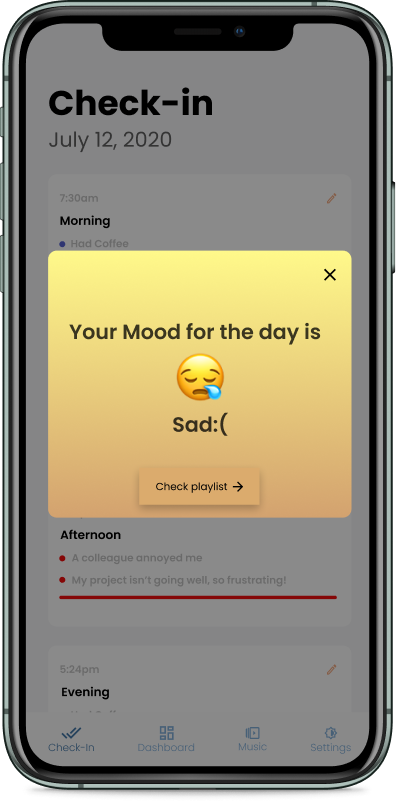 Check-in
July 12, 2020
7:30am
Morning
Had Coffee
Your Mood for the day is
Sad:(
Check playlist →
Afternoon
A colleague annoyed me
My project isn't going well, so frustrating!
5:24pm
Evening
Check-In
Dashboard
Music
Settings